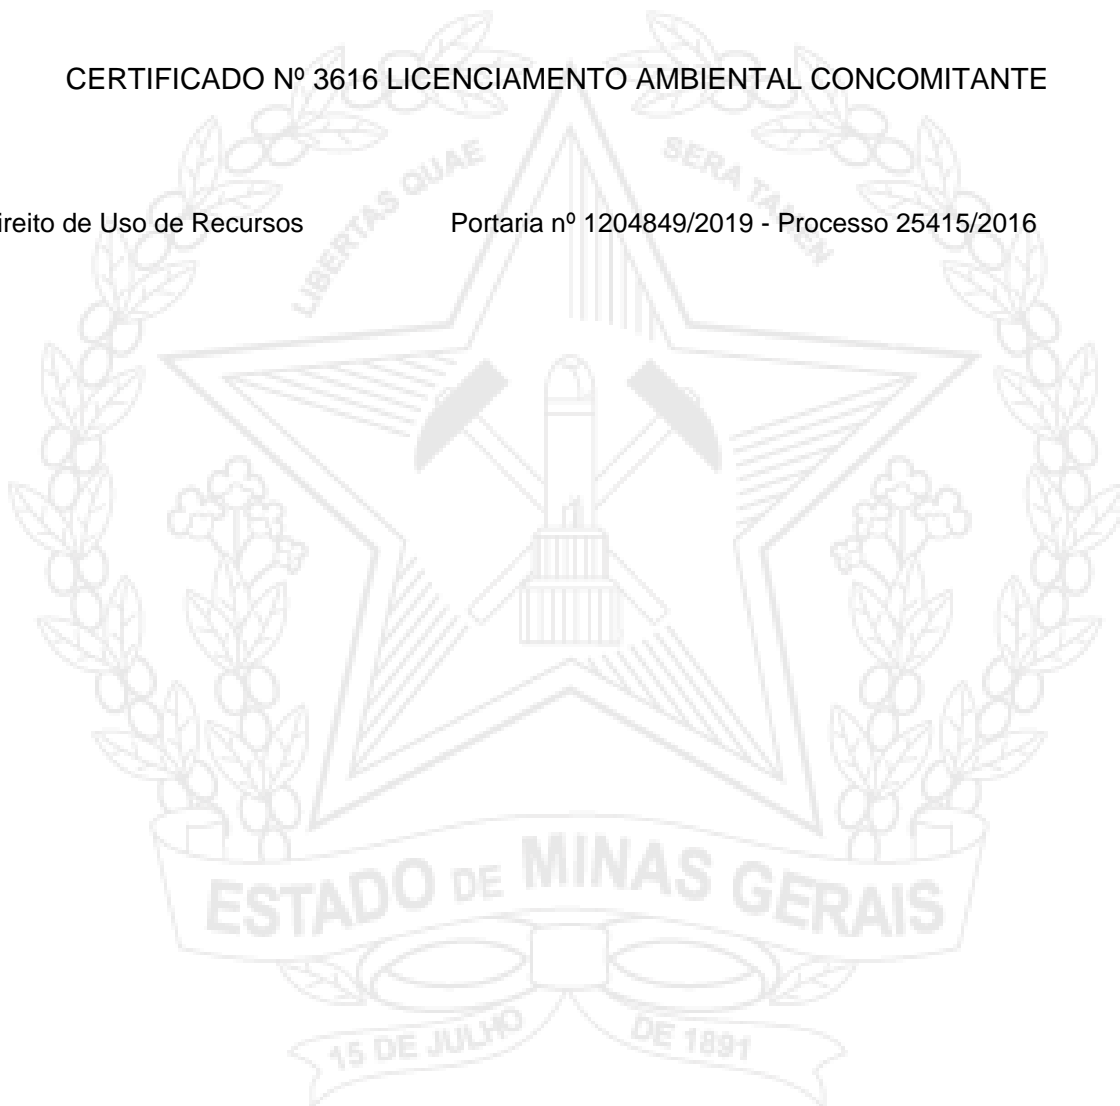 CERTIFICADO Nº 3616 LICENCIAMENTO AMBIENTAL CONCOMITANTE
LIBERTAS QUAE SERA TAMEN
ireito de Uso de Recursos Portaria nº 1204849/2019 - Processo 25415/2016
ESTADO DE MINAS GERAIS
15 DE JULHO DE 1891